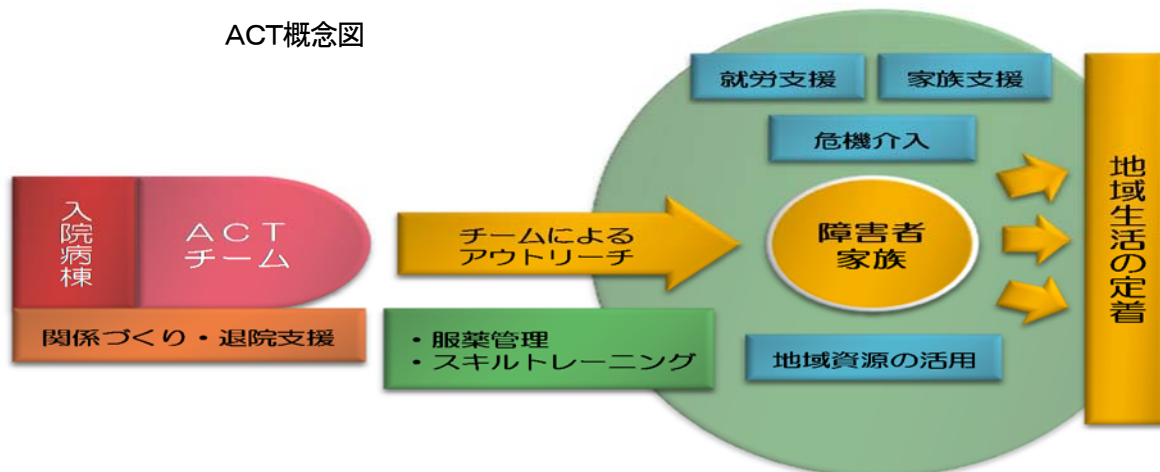 ACT概念図
就労支援
家族支援
危機介入
入院病棟
ACT
チーム
チームによる
アウトリーチ
障害者
家族
地域生活の定着
関係づくり・退院支援
・服薬管理
・スキルトレーニング
地域資源の活用